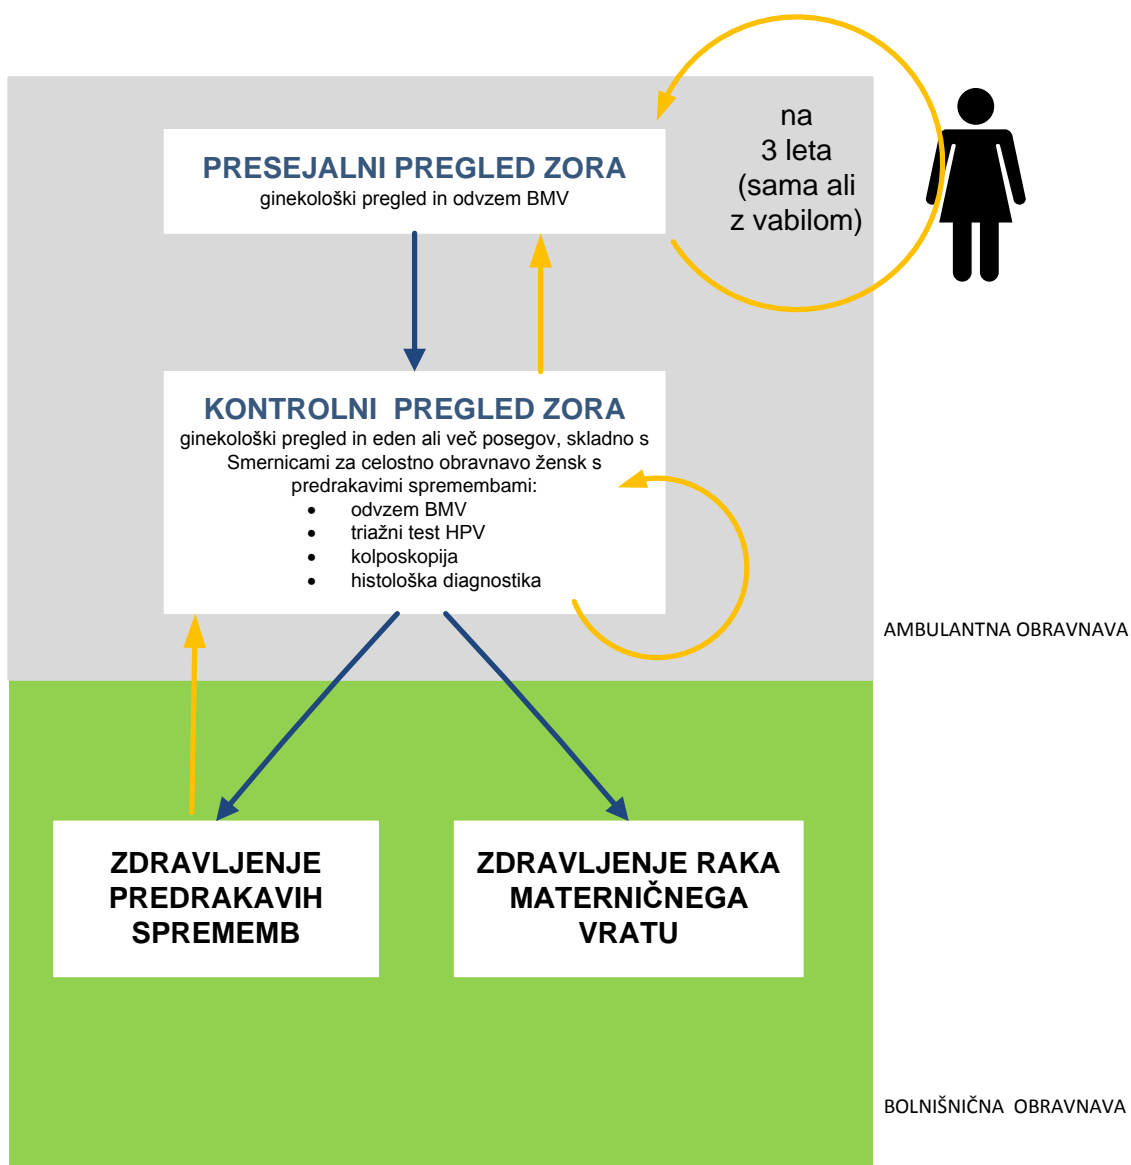 na
3 leta
(sama ali
z vabilom)
PRESEJALNI PREGLED ZORA
ginekološki pregled in odvzem BMV
KONTROLNI  PREGLED ZORA
ginekološki pregled in eden ali več posegov, skladno s
Smernicami za celostno obravnavo žensk s
predrakavimi spremembami:
• odvzem BMV
• triažni test HPV
• kolposkopija
• histološka diagnostika
AMBULANTNA OBRAVNAVA
ZDRAVLJENJE
PREDRAKAVIH
SPREMEMB
ZDRAVLJENJE RAKA
MATERNIČNEGA
VRATU
BOLNIŠNIČNA  OBRAVNAVA